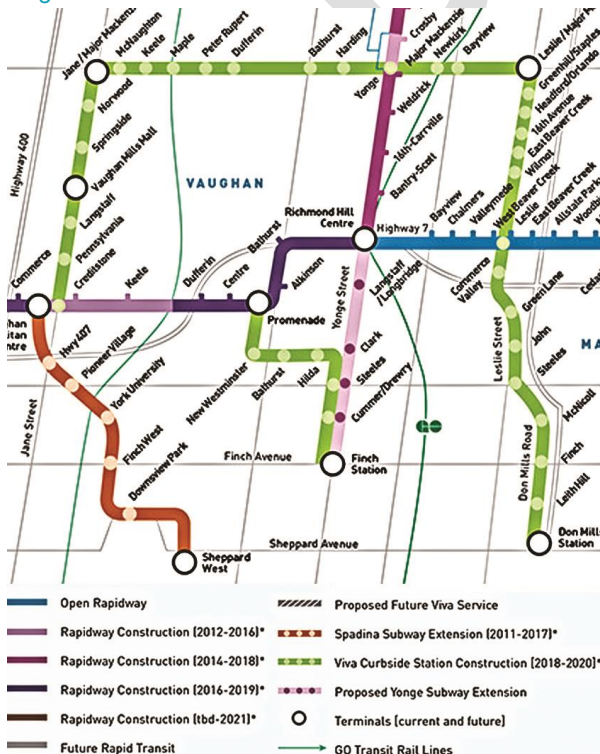 Jane / Major Mackenzie
McNaughton
Keele
Maple
Peter Rupert
Dufferin
Bathurst
Harding
Yonge
Crosby
Major Mackenzie
Newkirk
Bayview
Leslie / Major
Greenhill/Staples
Headford/Orlando
16th Avenue
East Beaver Creek
Wilmot
West Beaver Creek
Leslie
East Beaver Creek
Allstate Park
Norwood
Springside
Highway 400
Vaughan Mills Mall
Langstaff
Pennsylvania
Creditstone
VAUGHAN
Weldrick
16th-Carrville
Bantry-Scott
Richmond Hill
Centre
Highway 7
Bayview
Chalmers
Valleymede
Commerce
Keele
Dufferin
Centre
Bathurst
Atkinson
Promenade
Yonge Street
Langstaff
/Longbridge
Commerce
Valley
Green Lane
John
Steeles
Leslie Street
MA
Hwy 407
Pioneer Village
York University
Finch West
Downsview Park
Jane Street
New Westminster
Bathurst
Hilda
Clark
Steeles
Cummer/Drewry
Finch Avenue
Finch
Station
McNicoll
Finch
Leith Hill
Don Mills Road
Don Mills
Station
Sheppard Avenue
Sheppard
West
Open Rapidway
Rapidway Construction (2012-2016)*
Rapidway Construction (2014-2018)*
Rapidway Construction (2016-2019)*
Rapidway Construction (tbd-2021)*
Future Rapid Transit
Proposed Future Viva Service
Spadina Subway Extension (2011-2017)*
Viva Curbside Station Construction (2018-2020)*
Proposed Yonge Subway Extension
Terminals (current and future)
GO Transit Rail Lines